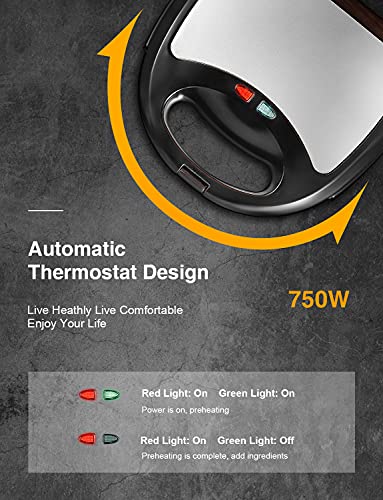 Automatic
Thermostat Design
Live Heathly Live Comfortable
Enjoy Your Life
750W
Red Light: On Green Light: On
Power is on, preheating
Red Light: On Green Light: Off
Preheating is complete, add ingredients